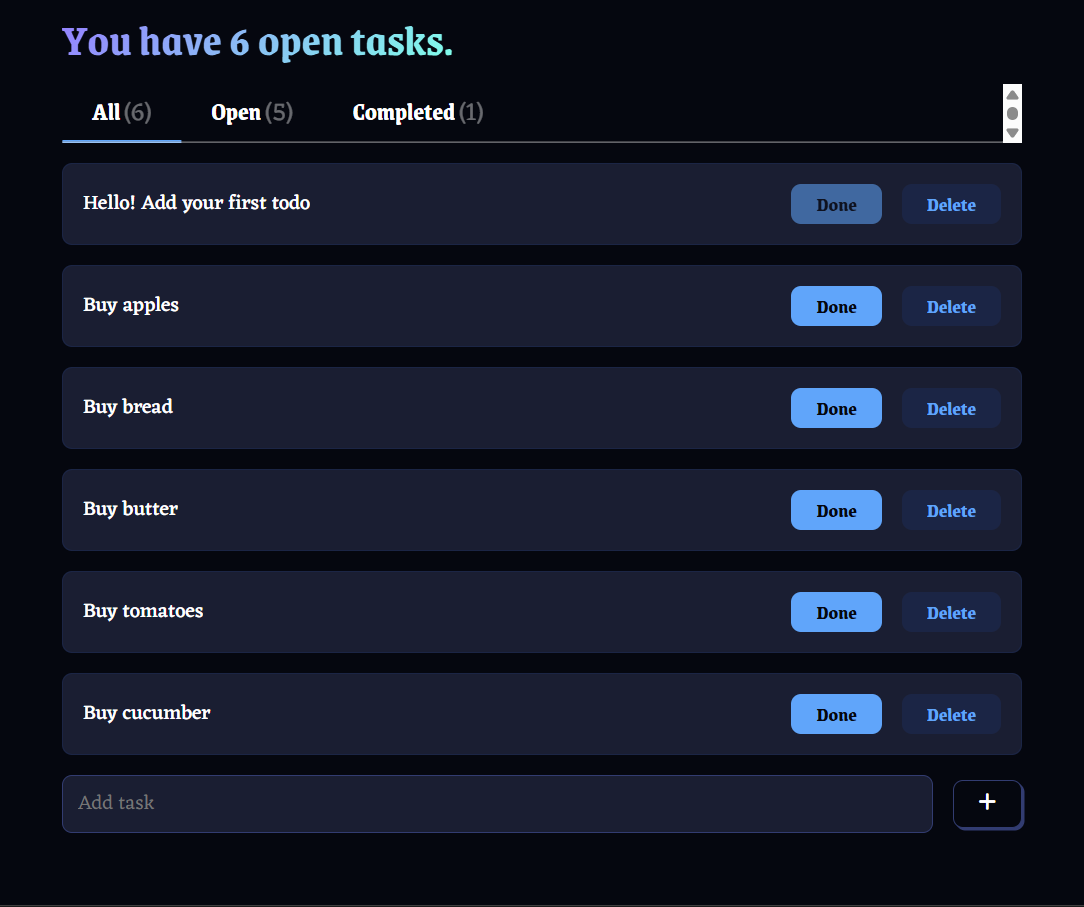 You have 6 open tasks.
All (6) Open (5) Completed (1)
Hello! Add your first todo Done Delete
Buy apples Done Delete
Buy bread Done Delete
Buy butter Done Delete
Buy tomatoes Done Delete
Buy cucumber Done Delete
Add task +